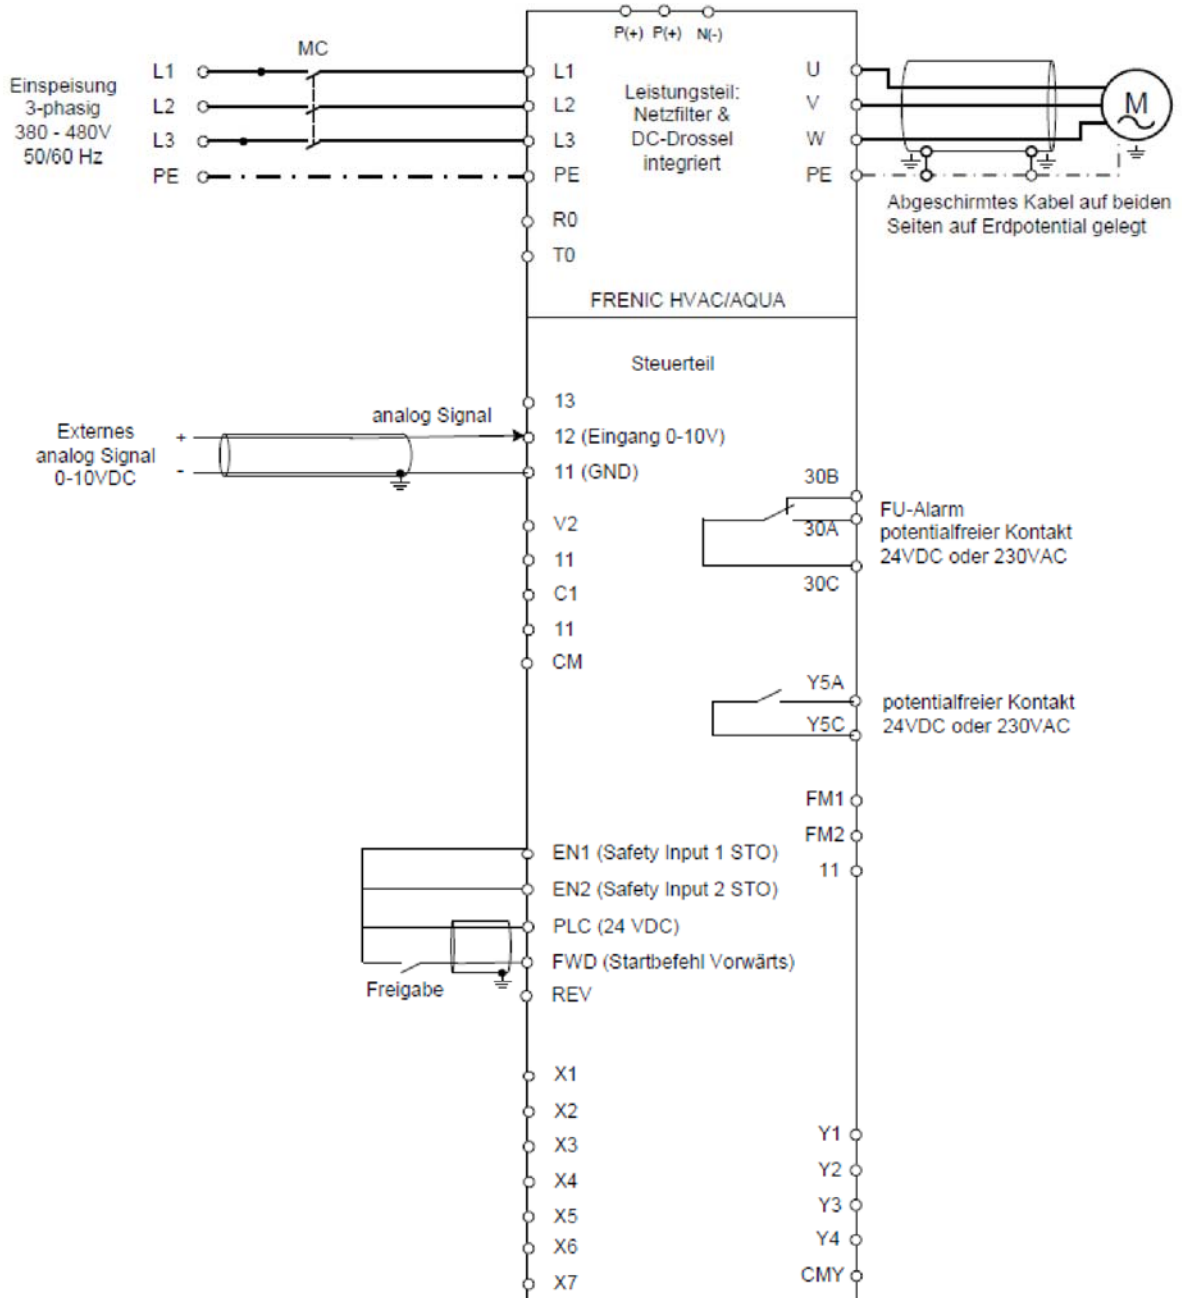 P(+) P(+) N(-)
MC
Einspeisung
3-phasig
380 - 480V
50/60 Hz
L1
L2
L3
PE
L1
L2
L3
PE
R0
T0
Leistungsteil:
Netzfilter &
DC-Drossel
integriert
U
V
W
PE
M
Abgeschirmtes Kabel auf beiden
Seiten auf Erdpotential gelegt
FRENIC HVAC/AQUA
Steuerteil
Externes
analog Signal
0-10VDC
+
-
analog Signal
13
12 (Eingang 0-10V)
11 (GND)
V2
11
C1
11
CM
30B
30A
30C
FU-Alarm
potentialfreier Kontakt
24VDC oder 230VAC
Y5A
Y5C
potentialfreier Kontakt
24VDC oder 230VAC
FM1
FM2
11
EN1 (Safety Input 1 STO)
EN2 (Safety Input 2 STO)
PLC (24 VDC)
FWD (Startbefehl Vorwärts)
REV
Freigabe
X1
X2
X3
X4
X5
X6
X7
Y1
Y2
Y3
Y4
CMY